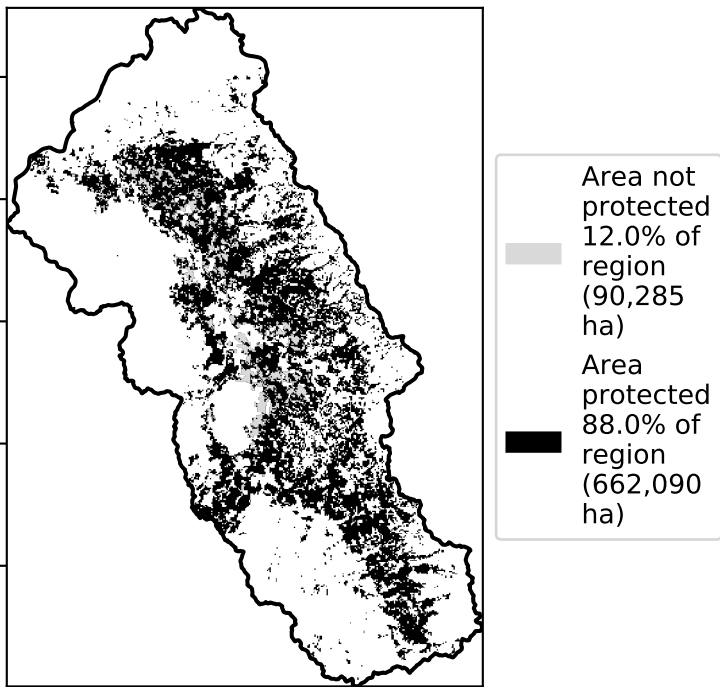 Area not
protected
12.0% of
region
(90,285
ha)
Area
protected
88.0% of
region
(662,090
ha)